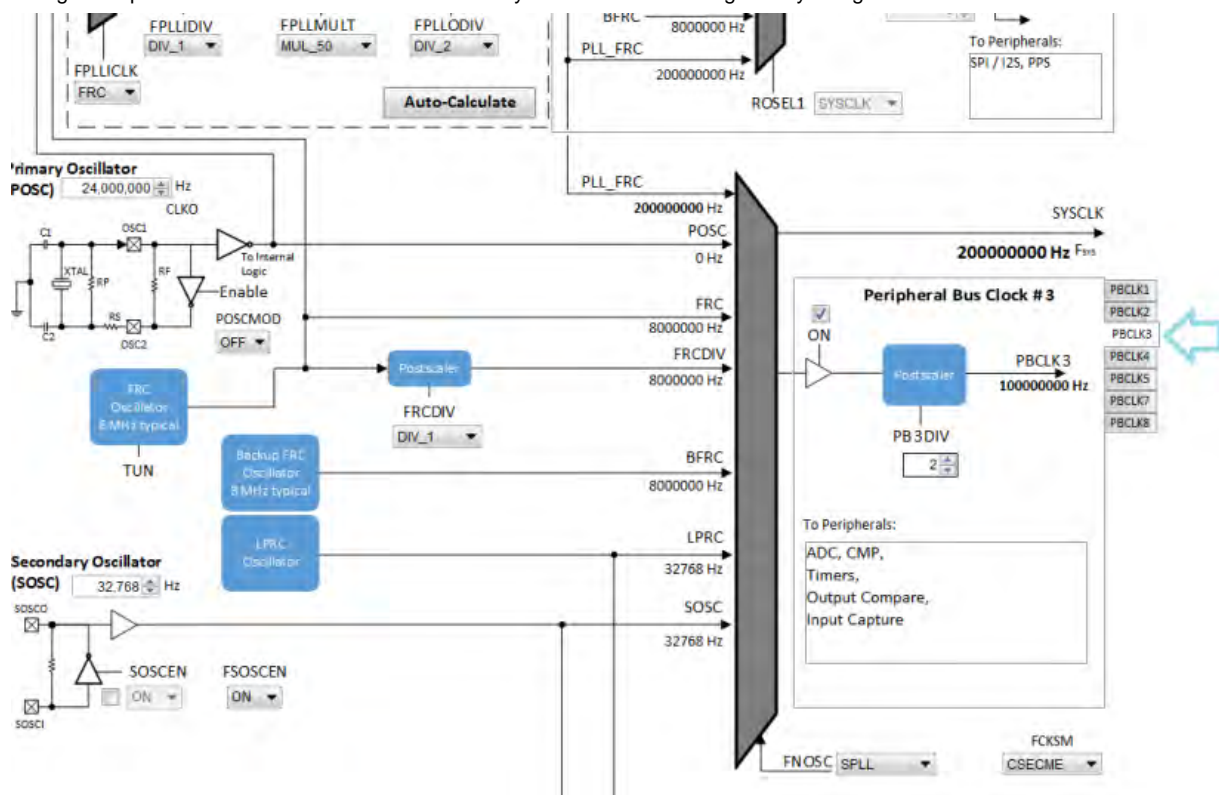 FPLLIDIV
FPLLMULT
FPLLODIV
DIV_1
MUL_50
DIV_2
FPLLICLK
FRC
Auto-Calculate
BFRC
8000000 Hz
PLL_FRC
200000000 Hz
ROSEL1 SYSCLK
To Peripherals:
SPI / I2S, PPS
Primary Oscillator
(POSC) 24,000,000 Hz
CLKO
C1
OSC1
XTAL
RP
RF
To Internal
Logic
Enable
RS
C2
OSC2
POSCMOD
OFF
PLL_FRC
200000000 Hz
POSC
0 Hz
FRC
8000000 Hz
FRCDIV
8000000 Hz
FRC
Oscillator
8 MHz typical
TUN
Postscaler
FRCDIV
DIV_1
Backup FRC
Oscillator
8 MHz typical
BFRC
8000000 Hz
LPRC
Oscillator
LPRC
32768 Hz
Secondary Oscillator
(SOSC) 32,768 Hz
SOSCO
SOSC
32768 Hz
SOSCEN
ON
FSOSCEN
ON
SOSCI
SYSCLK
200000000 Hz Fsys
Peripheral Bus Clock #3
ON
Postscaler
PBCLK3
100000000 Hz
PB3DIV
2
To Peripherals:
ADC, CMP,
Timers,
Output Compare,
Input Capture
PBCLK1
PBCLK2
PBCLK3
PBCLK4
PBCLK5
PBCLK7
PBCLK8
FNOSC SPLL
FCKSM
CSECME